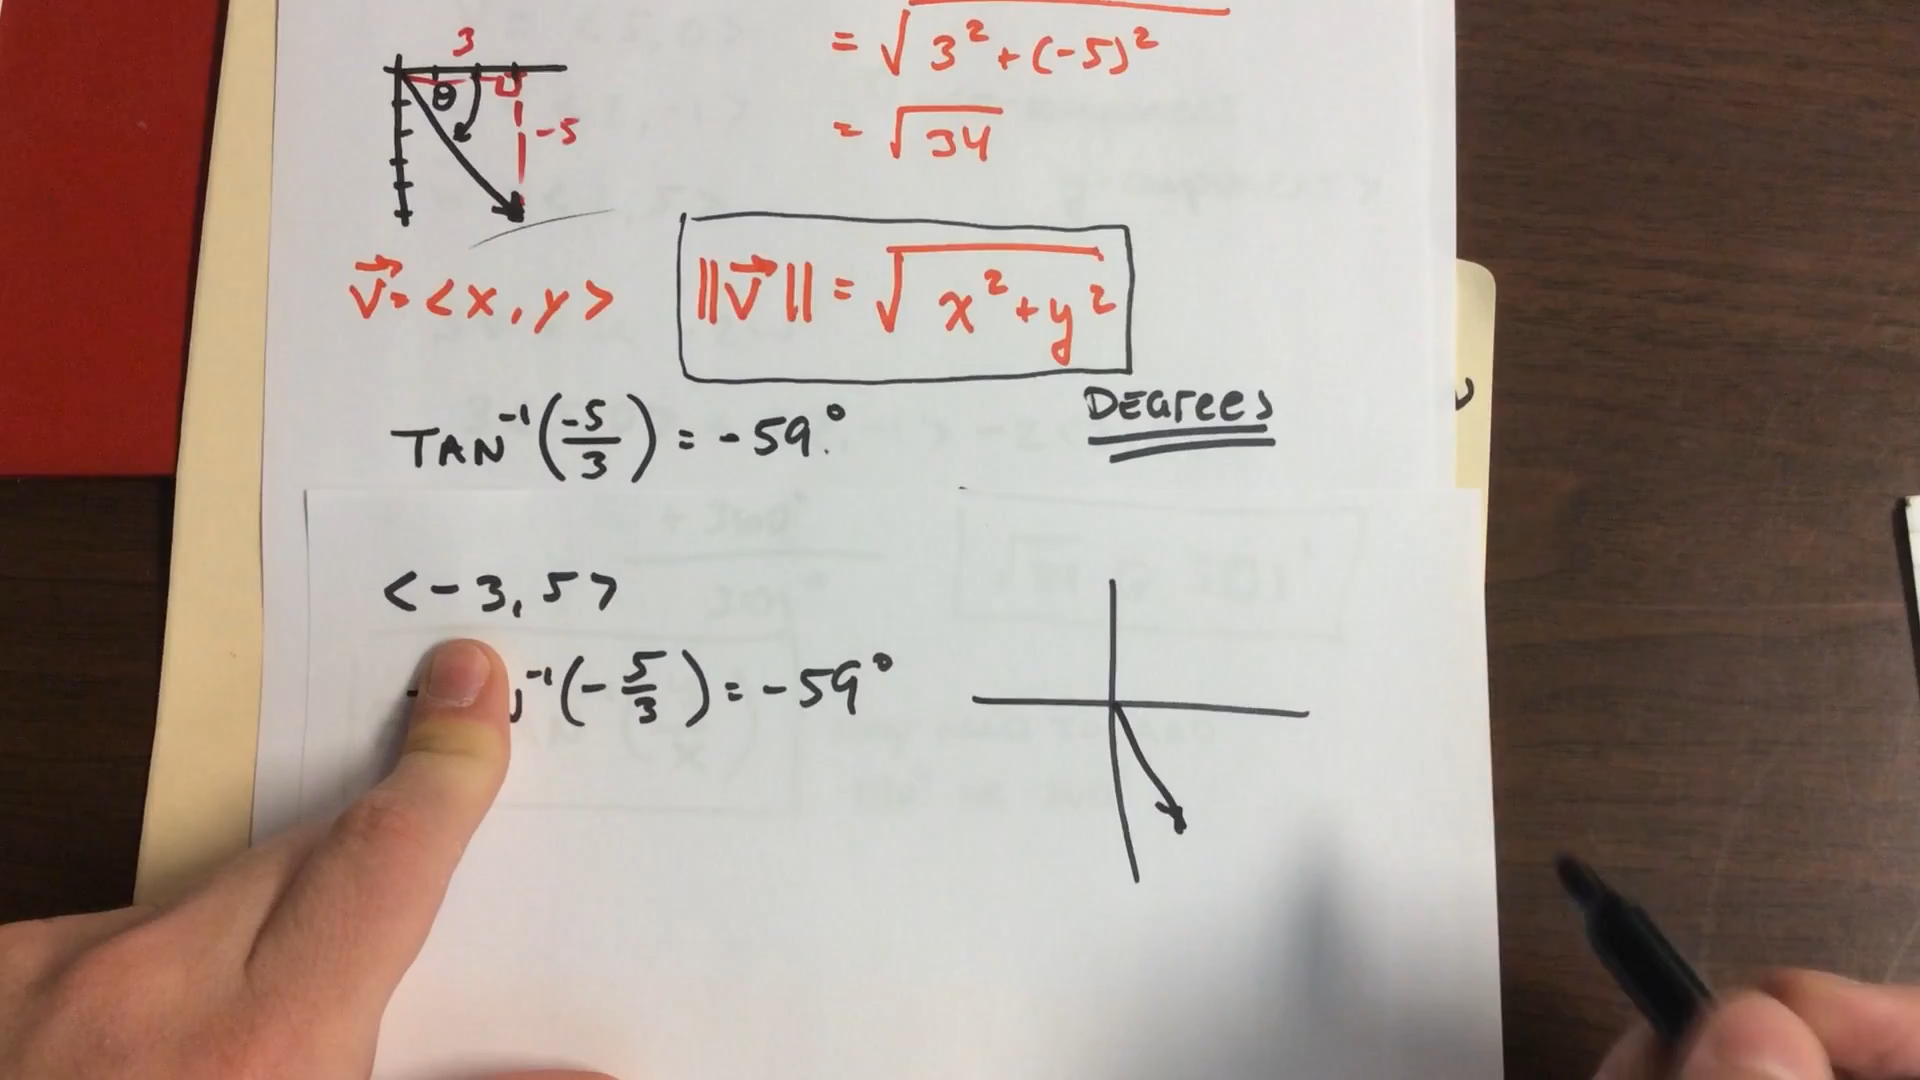 3
= √3² + (-5)²
θ
-5
= √34
v = <x, y>
||v|| = √x² + y²
TAN⁻¹(-5/3) = -59.°
DEGrees
<-3, 5>
⁻¹(-5/3) = -59°